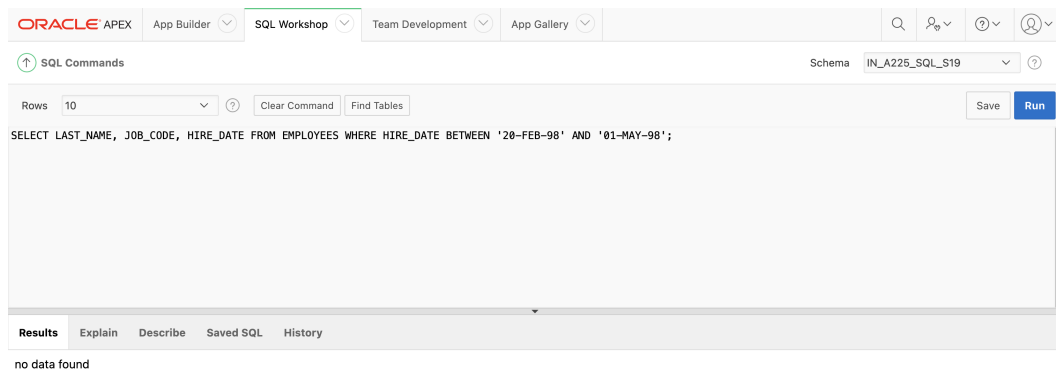 ORACLE APEX App Builder SQL Workshop Team Development App Gallery
SQL Commands Schema IN_A225_SQL_S19
Rows 10 Clear Command Find Tables Save Run
SELECT LAST_NAME, JOB_CODE, HIRE_DATE FROM EMPLOYEES WHERE HIRE_DATE BETWEEN '20-FEB-98' AND '01-MAY-98';
Results Explain Describe Saved SQL History
no data found